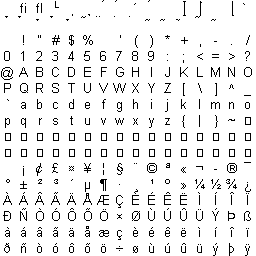 fi fl └
! " # $ % ' ( ) * + , - . /
0 1 2 3 4 5 6 7 8 9 : ; < = > ?
@ A B C D E F G H I J K L M N O
P Q R S T U V W X Y Z [ \ ] ^ _
` a b c d e f g h i j k l m n o
p q r s t u v w x y z { | } ~
¡ ¢ £ ¤ ¥ ¦ § ¨ © ª « ¬ - ® ¯
° ± ² ³ ´ µ ¶ · ¹ º » ¼ ½ ¾ ¿
À Á Â Ã Ä Å Æ Ç È É Ê Ë Ì Í Î Ï
Ð Ñ Ò Ó Ô Õ Ö × Ø Ù Ú Û Ü Ý Þ ß
à á â ã ä å æ ç è é ê ë ì í î ï
ð ñ ò ó ô õ ö ÷ ø ù ú û ü ý þ ÿ